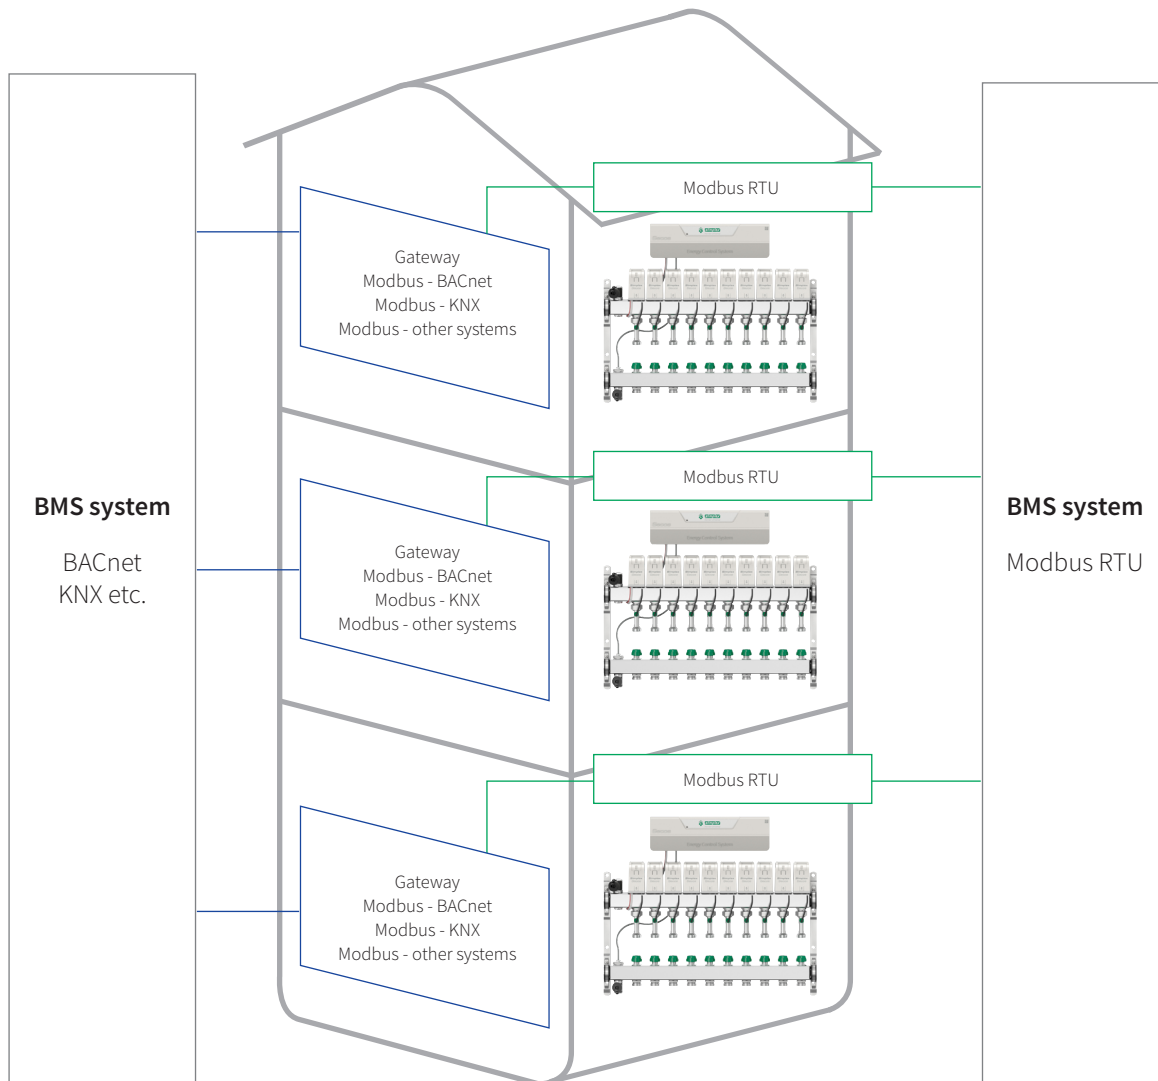 BMS system
BACnet
KNX etc.
Modbus RTU
Gateway
Modbus - BACnet
Modbus - KNX
Modbus - other systems
Modbus RTU
Gateway
Modbus - BACnet
Modbus - KNX
Modbus - other systems
Modbus RTU
Gateway
Modbus - BACnet
Modbus - KNX
Modbus - other systems
BMS system
Modbus RTU